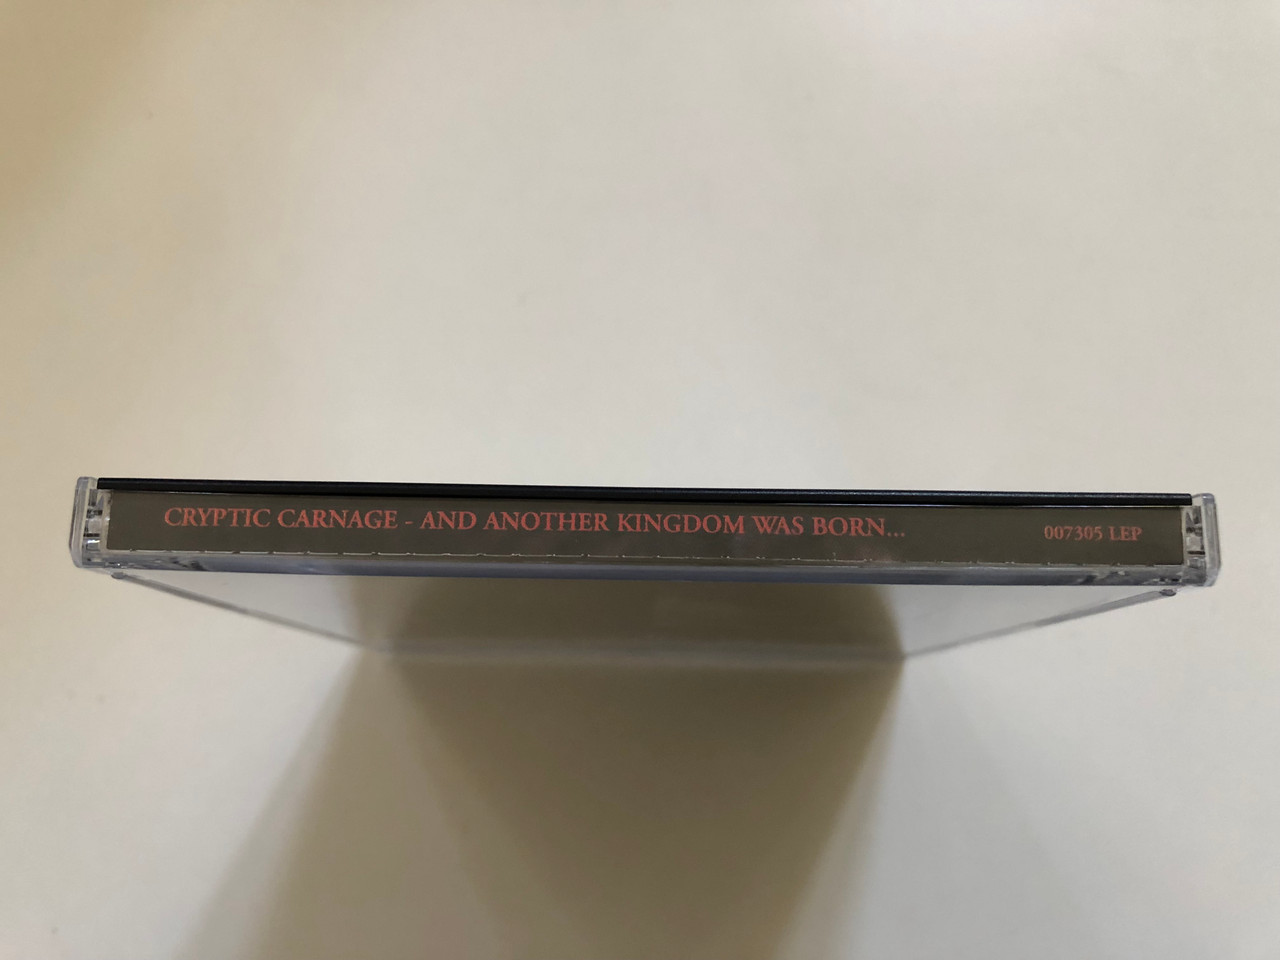 CRYPTIC CARNAGE - AND ANOTHER KINGDOM WAS BORN... 007305 LEP